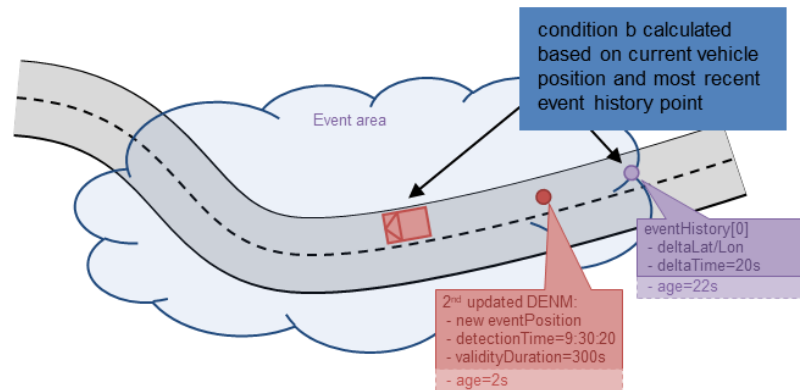 condition b calculated
based on current vehicle
position and most recent
event history point
Event area
eventHistory[0]
- deltaLat/Lon
- deltaTime=20s
- age=22s
2nd updated DENM:
- new eventPosition
- detectionTime=9:30:20
- validityDuration=300s
- age=2s